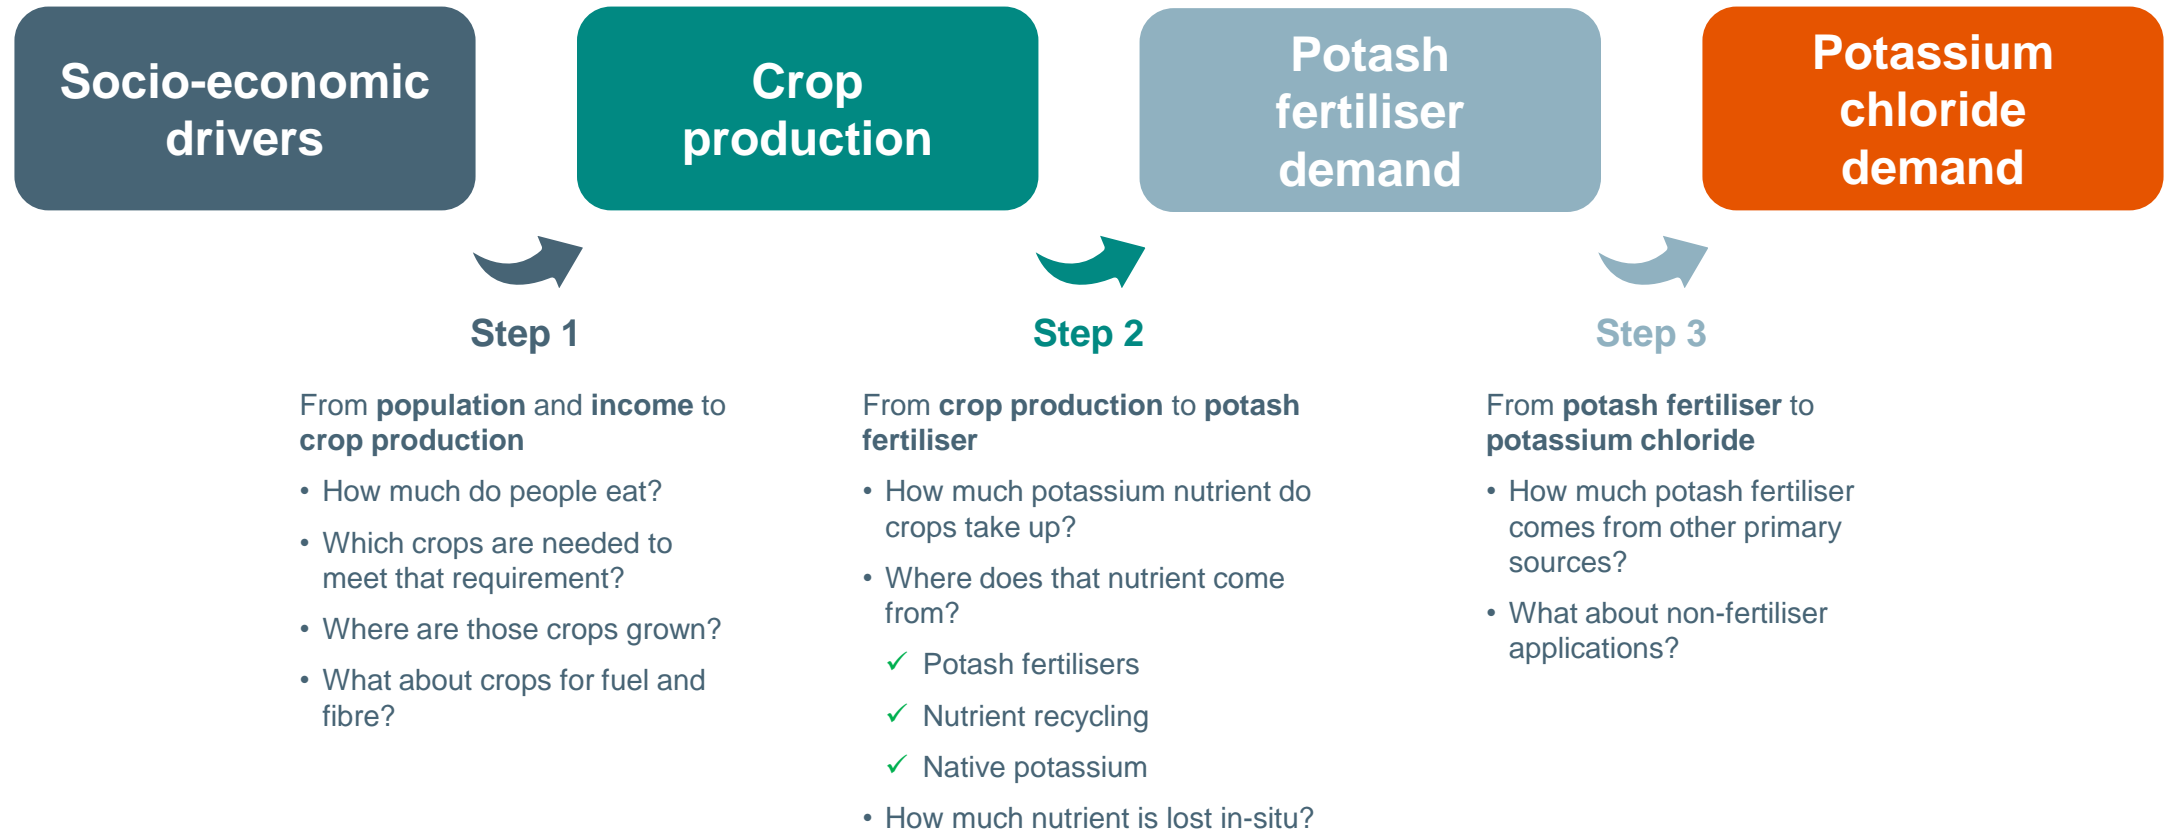 Socio-economic
drivers
Crop
production
Potash
fertiliser
demand
Potassium
chloride
demand
Step 1
From population and income to
crop production
• How much do people eat?
• Which crops are needed to
meet that requirement?
• Where are those crops grown?
• What about crops for fuel and
fibre?
Step 2
From crop production to potash
fertiliser
• How much potassium nutrient do
crops take up?
• Where does that nutrient come
from?
✓ Potash fertilisers
✓ Nutrient recycling
✓ Native potassium
• How much nutrient is lost in-situ?
Step 3
From potash fertiliser to
potassium chloride
• How much potash fertiliser
comes from other primary
sources?
• What about non-fertiliser
applications?